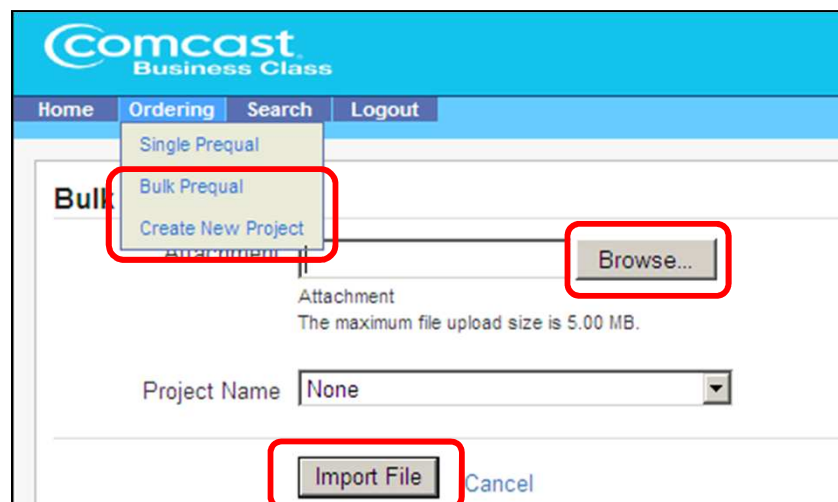 Comcast
Business Class
Home Ordering Search Logout
Single Prequal
Bulk Prequal
Create New Project
Bulk
Attachment
Browse...
Attachment
The maximum file upload size is 5.00 MB.
Project Name None
Import File Cancel